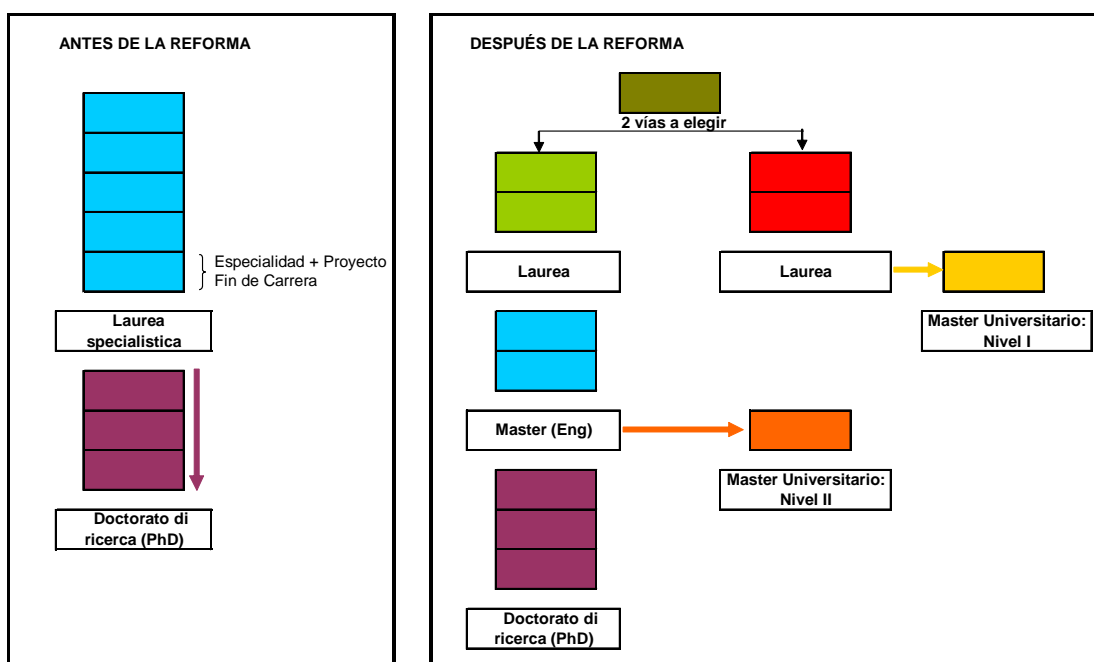 ANTES DE LA REFORMA
Especialidad + Proyecto
Fin de Carrera
Laurea
specialistica
Doctorato di
ricerca (PhD)
DESPUÉS DE LA REFORMA
2 vías a elegir
Laurea
Laurea
Master Universitario:
Nivel I
Master (Eng)
Master Universitario:
Nivel II
Doctorato di
ricerca (PhD)